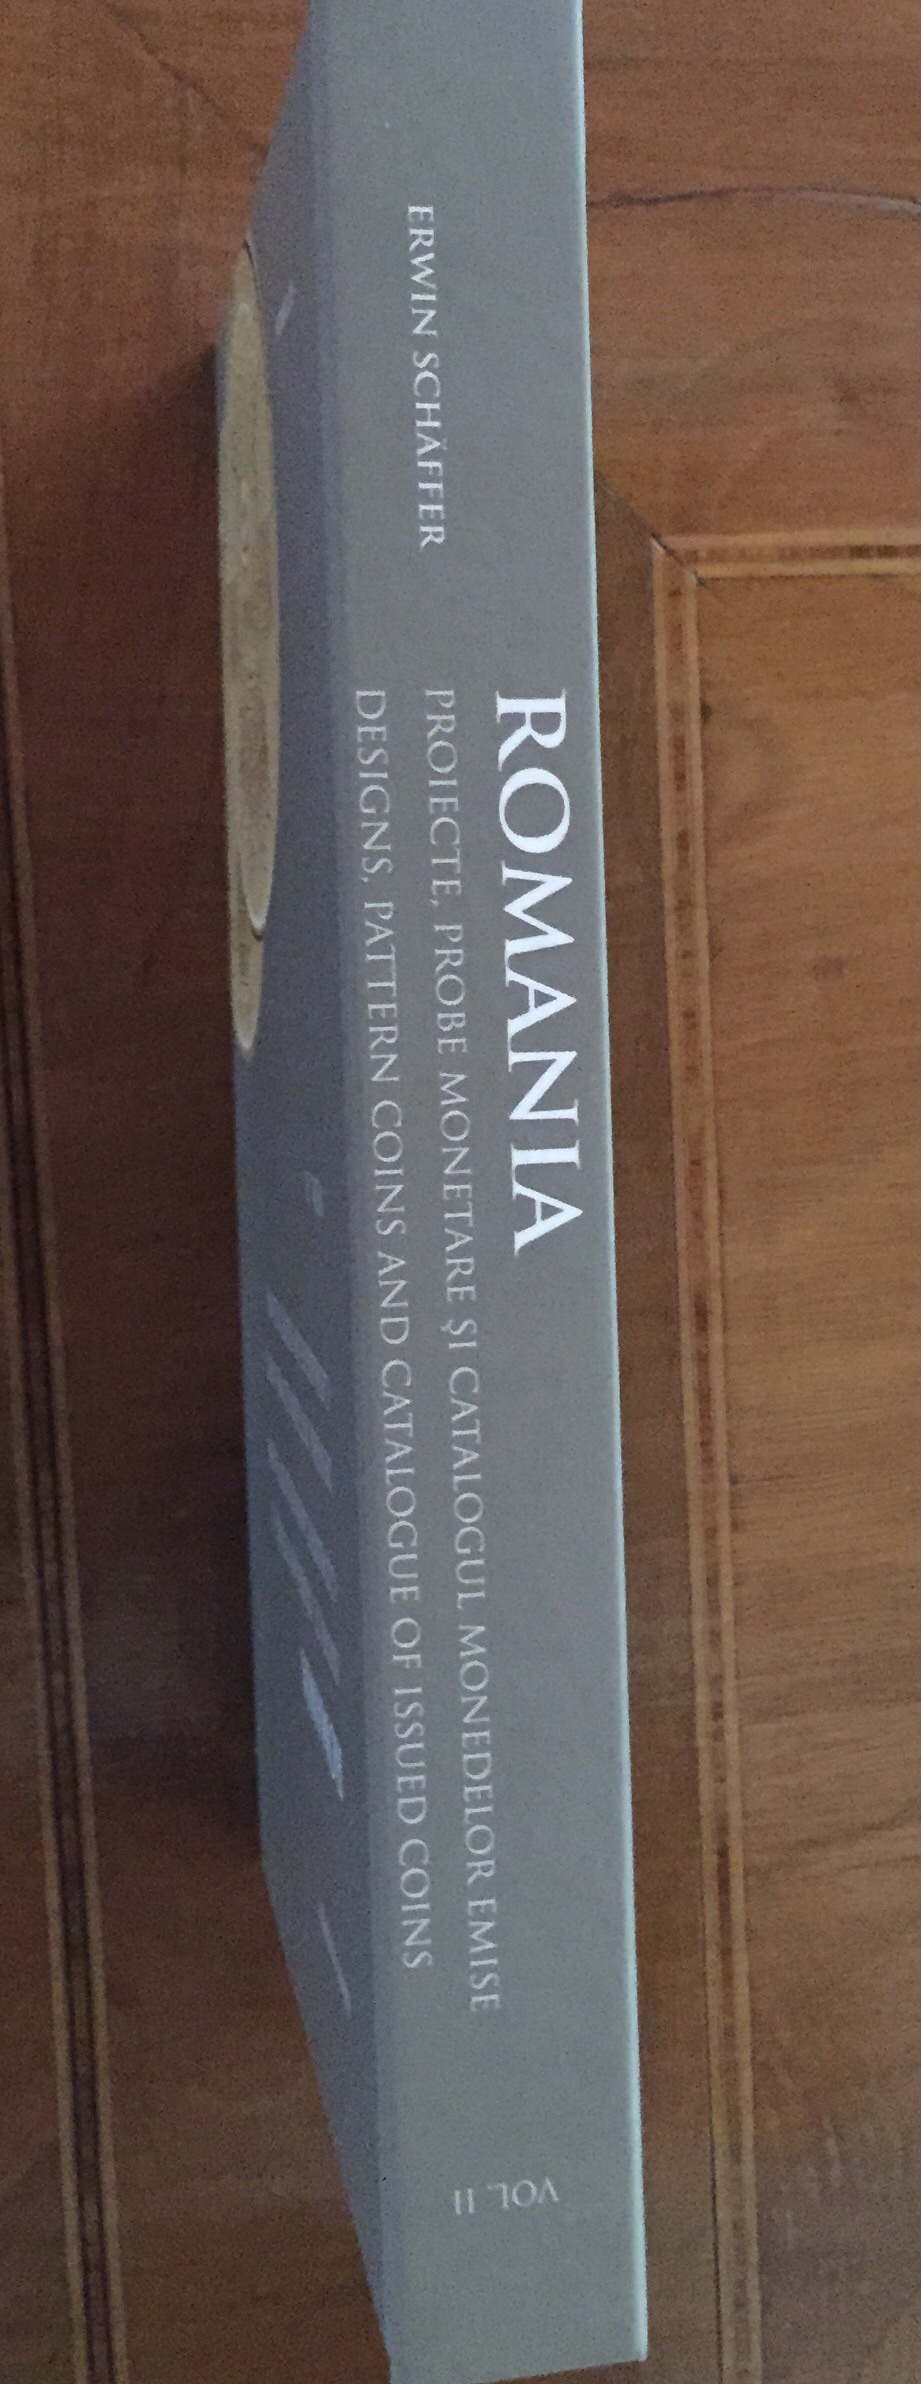 ERWIN SCHÄFFER
ROMANIA
PROIECTE, PROBE MONETARE ŞI CATALOGUL MONEDELOR EMISE
DESIGNS, PATTERN COINS AND CATALOGUE OF ISSUED COINS
VOL II